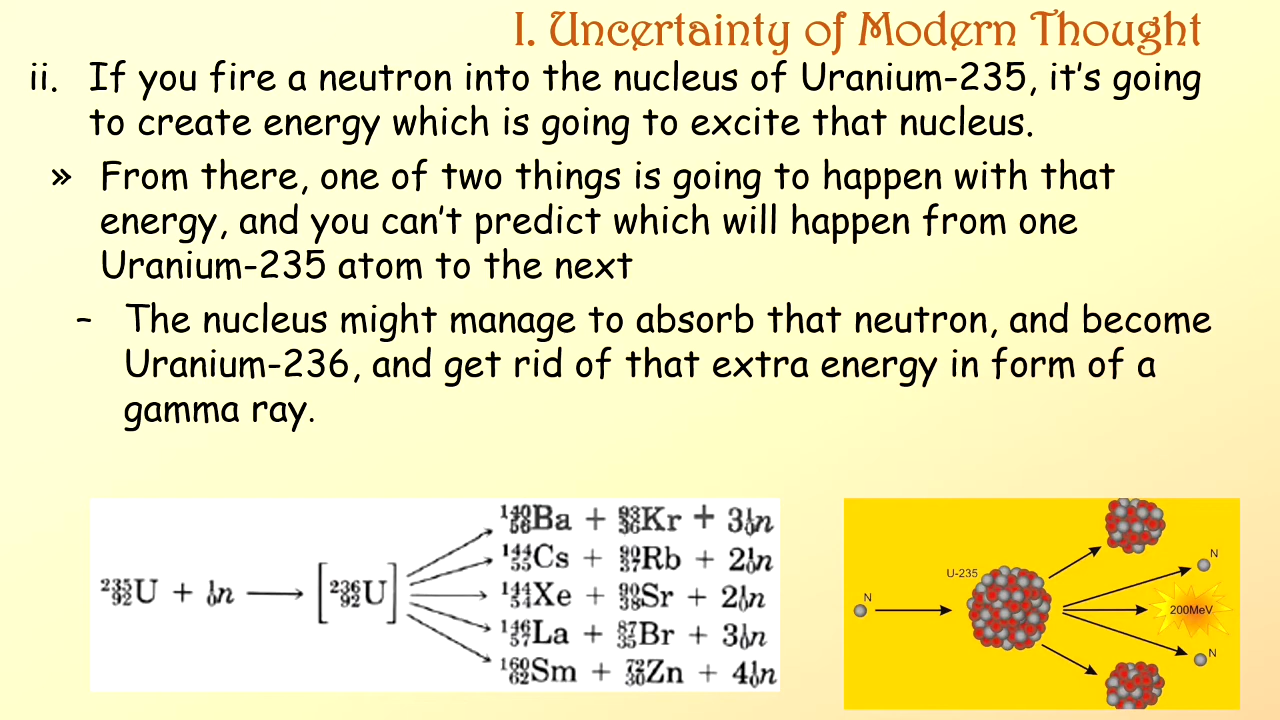 I. Uncertainty of Modern Thought
ii. If you fire a neutron into the nucleus of Uranium-235, it's going
to create energy which is going to excite that nucleus.
» From there, one of two things is going to happen with that
energy, and you can't predict which will happen from one
Uranium-235 atom to the next
– The nucleus might manage to absorb that neutron, and become
Uranium-236, and get rid of that extra energy in form of a
gamma ray.
²³⁵₉₂U + ¹₀n ⟶ [²³⁶₉₂U]
¹⁴⁰₅₆Ba + ⁹³₃₆Kr + 3¹₀n
¹⁴⁴₅₅Cs + ⁹⁰₃₇Rb + 2¹₀n
¹⁴⁴₅₄Xe + ⁹⁰₃₈Sr + 2¹₀n
¹⁴⁶₅₇La + ⁸⁷₃₅Br + 3¹₀n
¹⁶⁰₆₂Sm + ⁷²₃₀Zn + 4¹₀n
N
U-235
N
200MeV
N